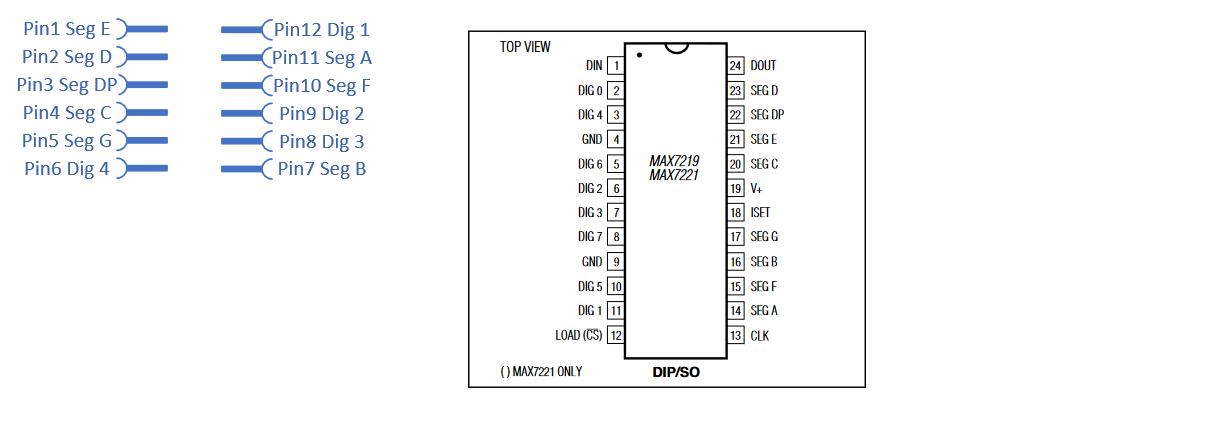 Pin1 Seg E
Pin2 Seg D
Pin3 Seg DP
Pin4 Seg C
Pin5 Seg G
Pin6 Dig 4
Pin12 Dig 1
Pin11 Seg A
Pin10 Seg F
Pin9 Dig 2
Pin8 Dig 3
Pin7 Seg B
TOP VIEW
DIN 1
DIG 0 2
DIG 4 3
GND 4
DIG 6 5
DIG 2 6
DIG 3 7
DIG 7 8
GND 9
DIG 5 10
DIG 1 11
LOAD (CS) 12
MAX7219
MAX7221
24 DOUT
23 SEG D
22 SEG DP
21 SEG E
20 SEG C
19 V+
18 ISET
17 SEG G
16 SEG B
15 SEG F
14 SEG A
13 CLK
( ) MAX7221 ONLY
DIP/SO